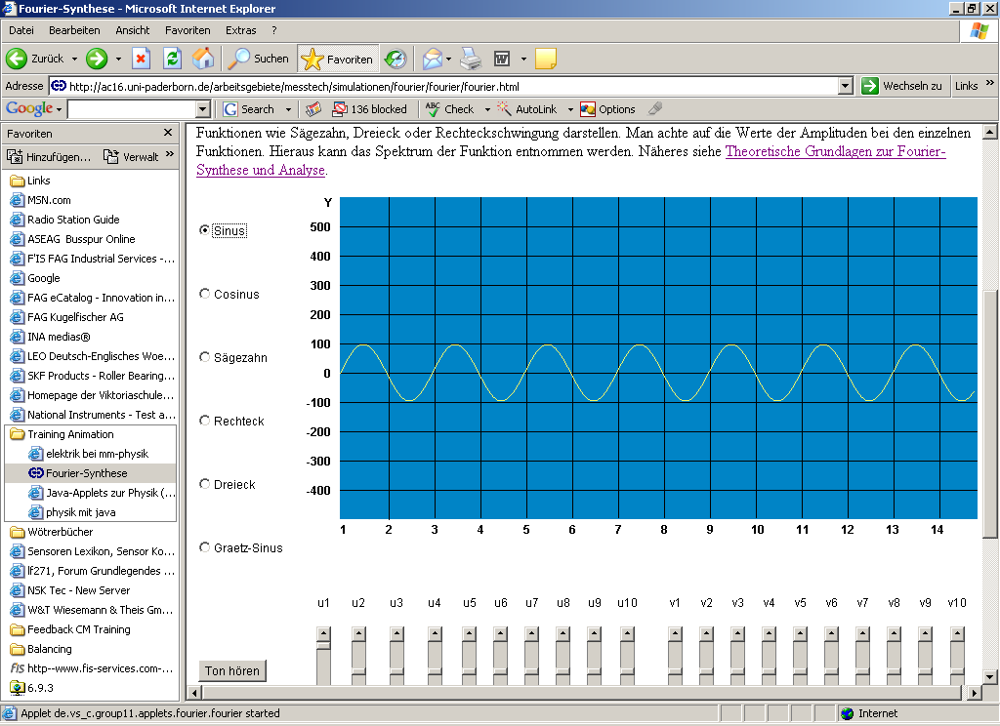 Fourier-Synthese - Microsoft Internet Explorer
Datei Bearbeiten Ansicht Favoriten Extras ?
Zurück Suchen Favoriten
Adresse http://ac16.uni-paderborn.de/arbeitsgebiete/messtech/simulationen/fourier/fourier/fourier.html Wechseln zu Links »
Google Search 136 blocked Check AutoLink Options
Favoriten
Hinzufügen... Verwalt »
Links
MSN.com
Radio Station Guide
ASEAG Busspur Online
F'IS FAG Industrial Services -...
Google
FAG eCatalog - Innovation in...
FAG Kugelfischer AG
INA medias®
LEO Deutsch-Englisches Woe...
SKF Products - Roller Bearing...
Homepage der Viktoriaschule...
National Instruments - Test a...
Training Animation
elektrik bei mm-physik
Fourier-Synthese
Java-Applets zur Physik (...
physik mit java
Wötrerbücher
Sensoren Lexikon, Sensor Ko...
lf271, Forum Grundlegendes ...
NSK Tec - New Server
W&T Wiesemann & Theis Gm...
Feedback CM Training
Balancing
FIS http--www.fis-services.com-...
6.9.3
Funktionen wie Sägezahn, Dreieck oder Rechteckschwingung darstellen. Man achte auf die Werte der Amplituden bei den einzelnen
Funktionen. Hieraus kann das Spektrum der Funktion entnommen werden. Näheres siehe Theoretische Grundlagen zur Fourier-
Synthese und Analyse.
Sinus
Cosinus
Sägezahn
Rechteck
Dreieck
Graetz-Sinus
Y
500
400
300
200
100
0
-100
-200
-300
-400
1 2 3 4 5 6 7 8 9 10 11 12 13 14
u1 u2 u3 u4 u5 u6 u7 u8 u9 u10 v1 v2 v3 v4 v5 v6 v7 v8 v9 v10
Ton hören
Applet de.vs_c.group11.applets.fourier.fourier started Internet